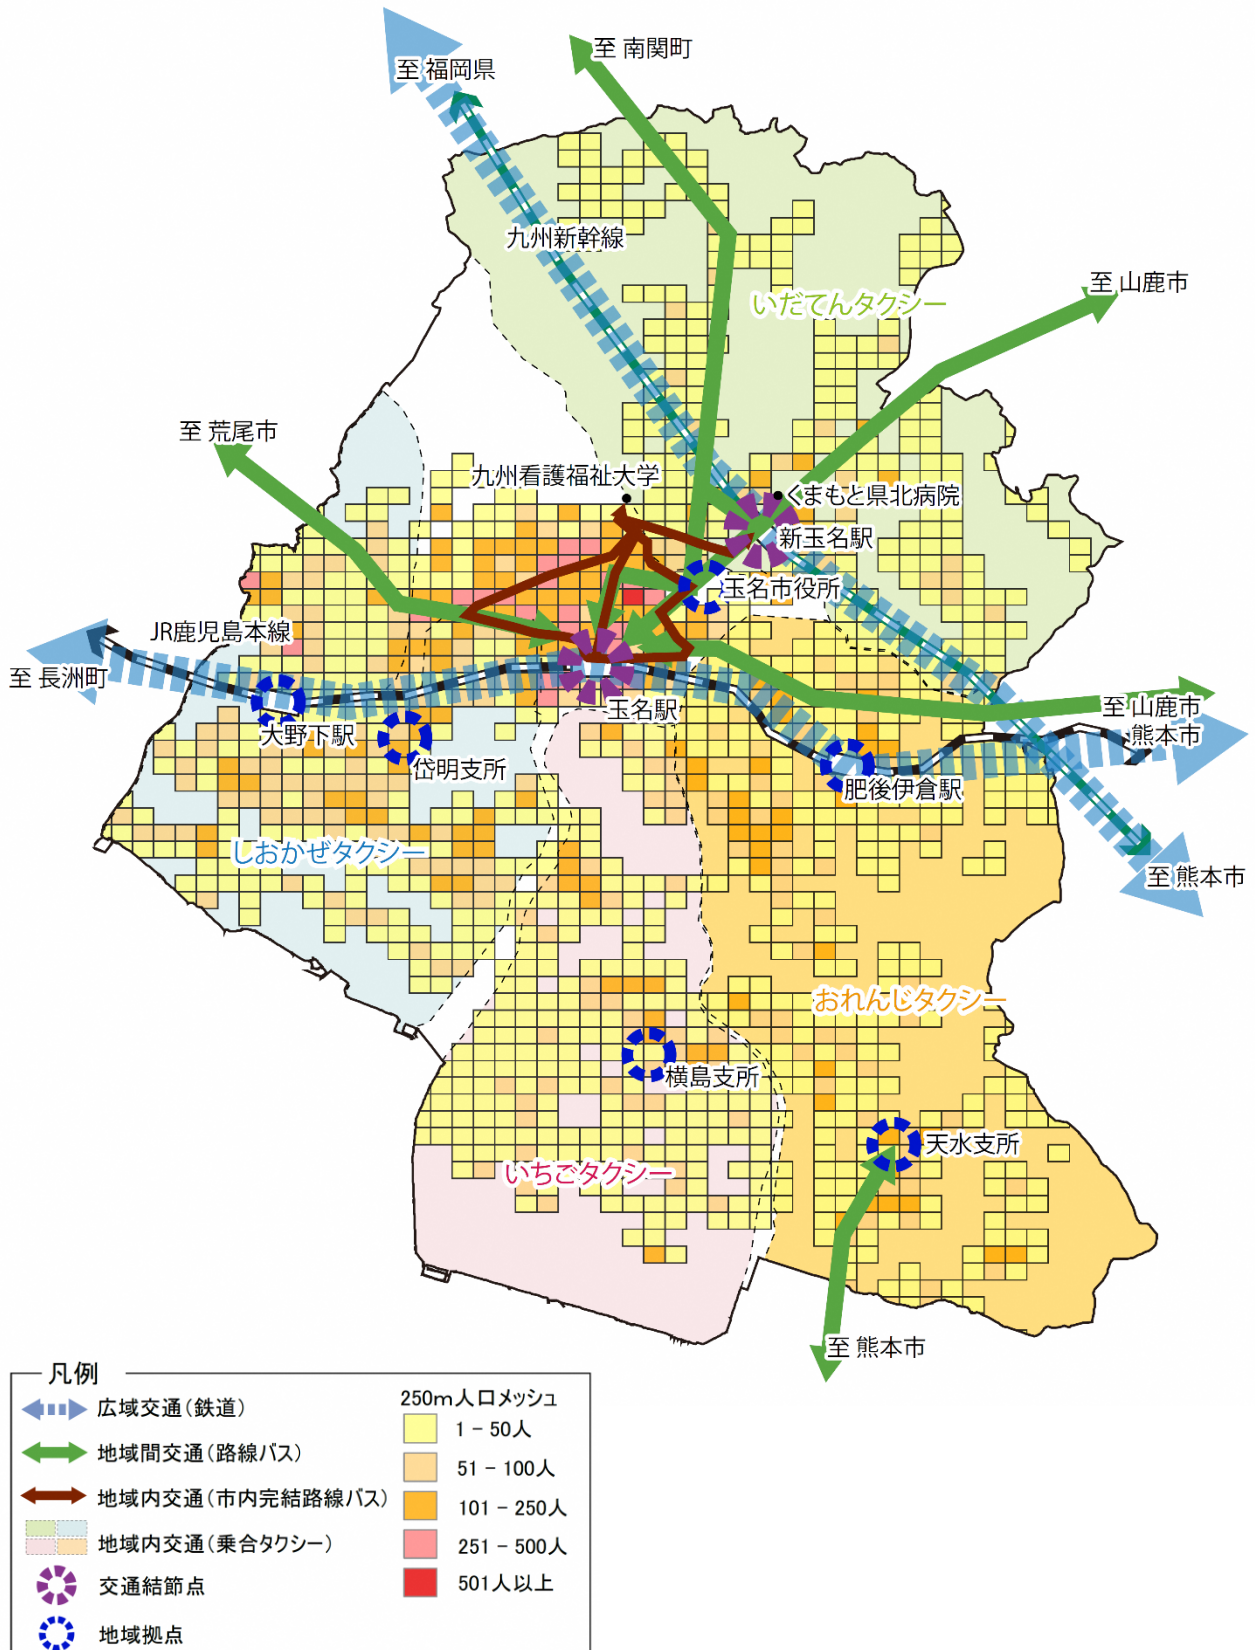 至 南関町
至 福岡県
九州新幹線
至 山鹿市
いだてんタクシー
至 荒尾市
九州看護福祉大学
くまもと県北病院
新玉名駅
玉名市役所
JR鹿児島本線
至 長洲町
玉名駅
至 山鹿市
熊本市
大野下駅
岱明支所
肥後伊倉駅
しおかぜタクシー
至 熊本市
おれんじタクシー
横島支所
天水支所
いちごタクシー
至 熊本市
凡例
広域交通(鉄道)
地域間交通(路線バス)
地域内交通(市内完結路線バス)
地域内交通(乗合タクシー)
交通結節点
地域拠点
250m人口メッシュ
1 - 50人
51 - 100人
101 - 250人
251 - 500人
501人以上